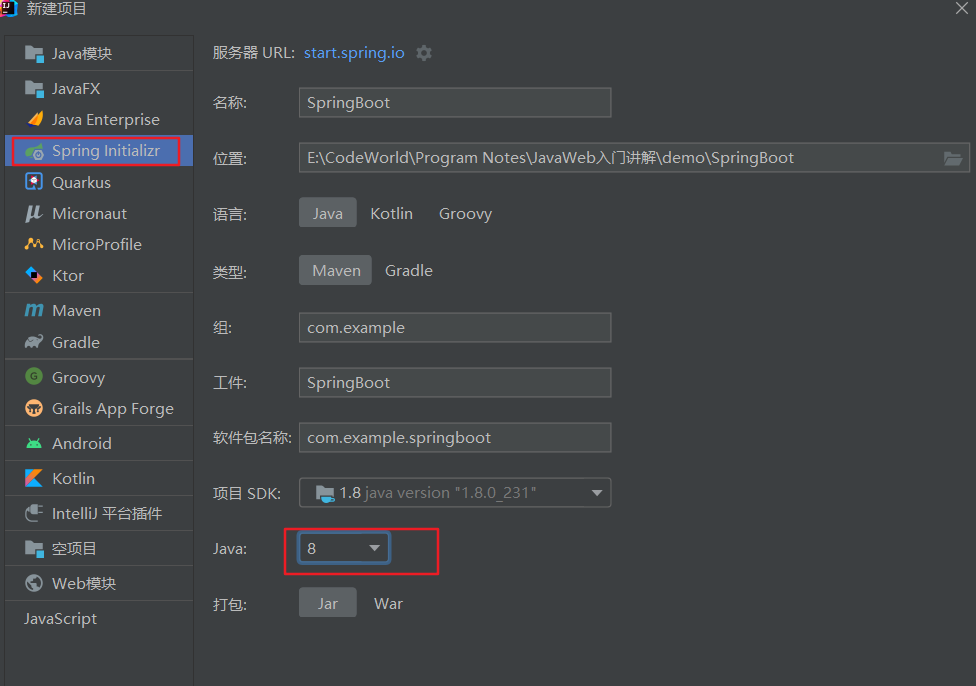 新建项目
Java模块
JavaFX
Java Enterprise
Spring Initializr
Quarkus
Micronaut
MicroProfile
Ktor
Maven
Gradle
Groovy
Grails App Forge
Android
Kotlin
IntelliJ 平台插件
空项目
Web模块
JavaScript
服务器 URL: start.spring.io
名称: SpringBoot
位置: E:\CodeWorld\Program Notes\JavaWeb入门讲解\demo\SpringBoot
语言: Java Kotlin Groovy
类型: Maven Gradle
组: com.example
工件: SpringBoot
软件包名称: com.example.springboot
项目 SDK: 1.8 java version "1.8.0_231"
Java: 8
打包: Jar War